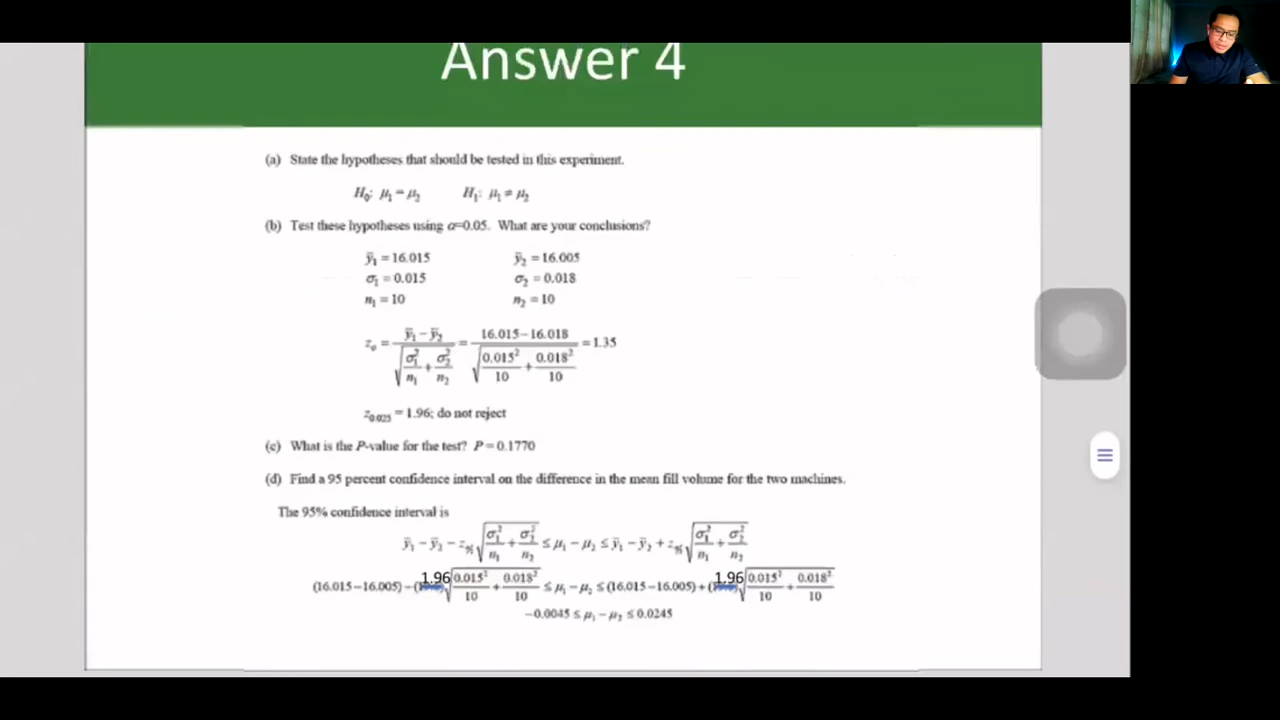 Answer 4
(a) State the hypotheses that should be tested in this experiment.
H₀: μ₁ = μ₂ H₁: μ₁ ≠ μ₂
(b) Test these hypotheses using α=0.05. What are your conclusions?
ȳ₁ = 16.015 ȳ₂ = 16.005
σ₁ = 0.015 σ₂ = 0.018
n₁ = 10 n₂ = 10
zₒ = (ȳ₁ − ȳ₂) / √(σ₁²/n₁ + σ₂²/n₂) = (16.015−16.018) / √(0.015²/10 + 0.018²/10) = 1.35
z₀.₀₂₅ = 1.96; do not reject
(c) What is the P-value for the test? P = 0.1770
(d) Find a 95 percent confidence interval on the difference in the mean fill volume for the two machines.
The 95% confidence interval is
ȳ₁ − ȳ₂ − z √(σ₁²/n₁ + σ₂²/n₂) ≤ μ₁ − μ₂ ≤ ȳ₁ − ȳ₂ + z √(σ₁²/n₁ + σ₂²/n₂)
(16.015−16.005) − (1.96 √(0.015²/10 + 0.018²/10) ≤ μ₁ − μ₂ ≤ (16.015−16.005) + (1.96 √(0.015²/10 + 0.018²/10)
−0.0045 ≤ μ₁ − μ₂ ≤ 0.0245